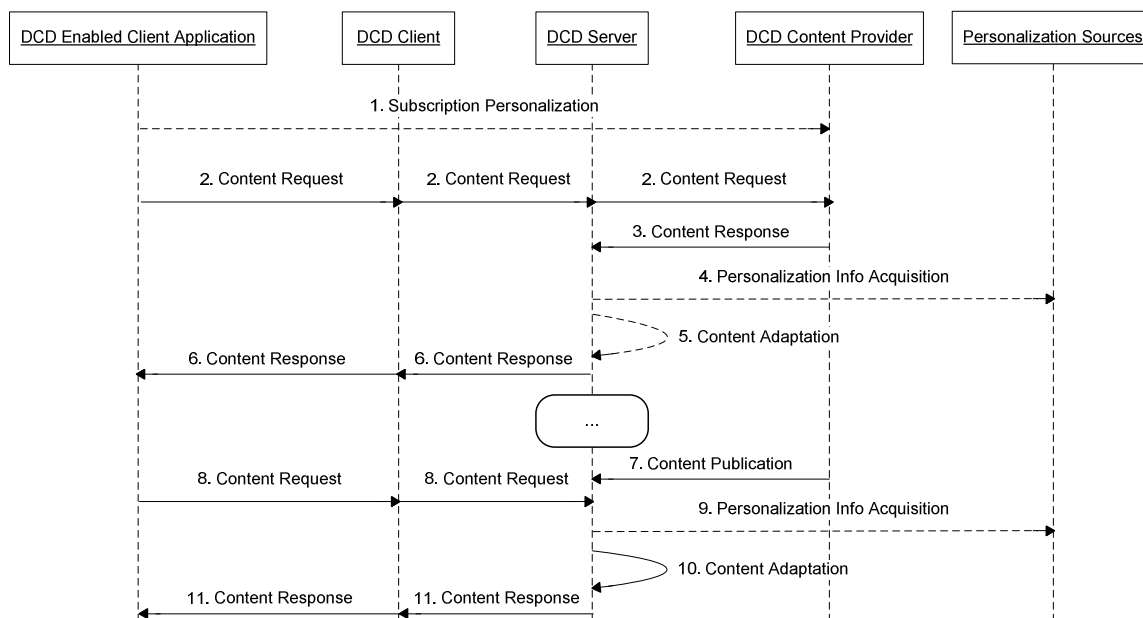 DCD Enabled Client Application
DCD Client
DCD Server
DCD Content Provider
Personalization Sources
1. Subscription Personalization
2. Content Request
2. Content Request
2. Content Request
3. Content Response
4. Personalization Info Acquisition
5. Content Adaptation
6. Content Response
6. Content Response
...
7. Content Publication
8. Content Request
8. Content Request
9. Personalization Info Acquisition
10. Content Adaptation
11. Content Response
11. Content Response